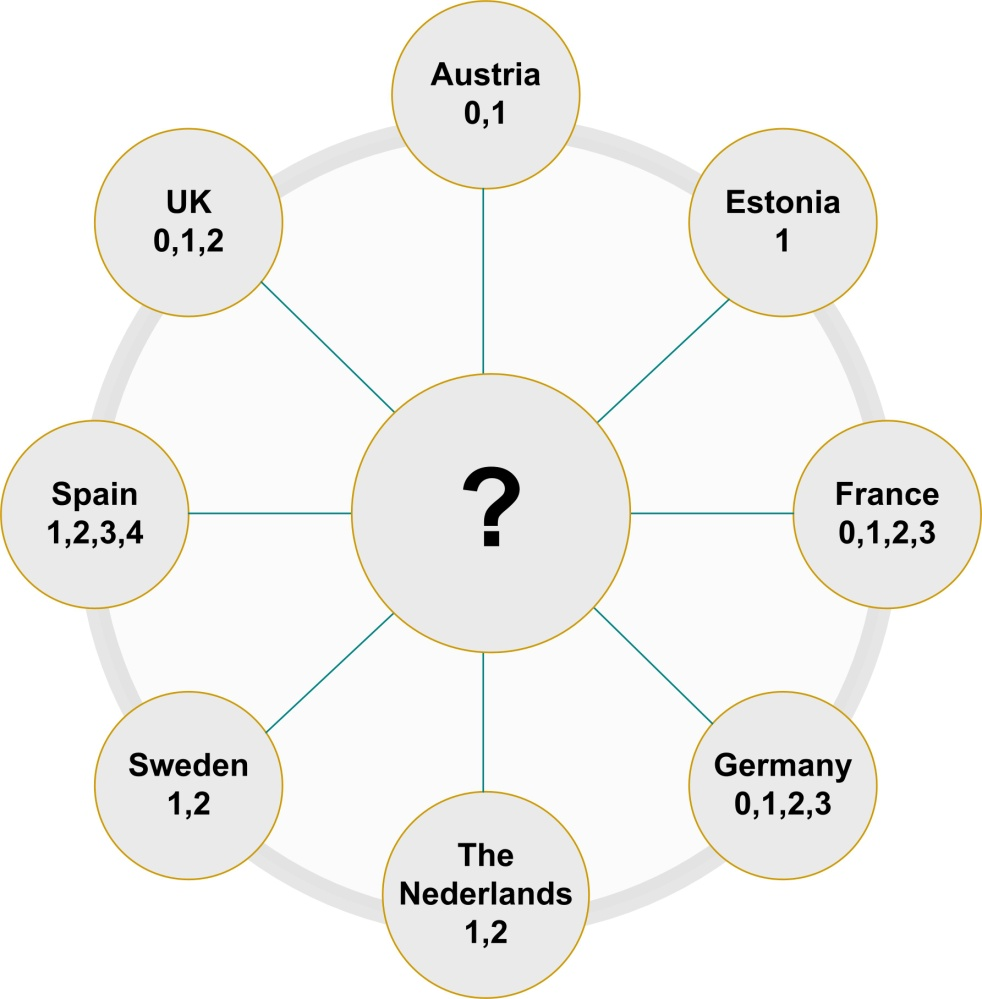 Austria
0,1
UK
0,1,2
Estonia
1
?
Spain
1,2,3,4
France
0,1,2,3
Sweden
1,2
Germany
0,1,2,3
The
Nederlands
1,2